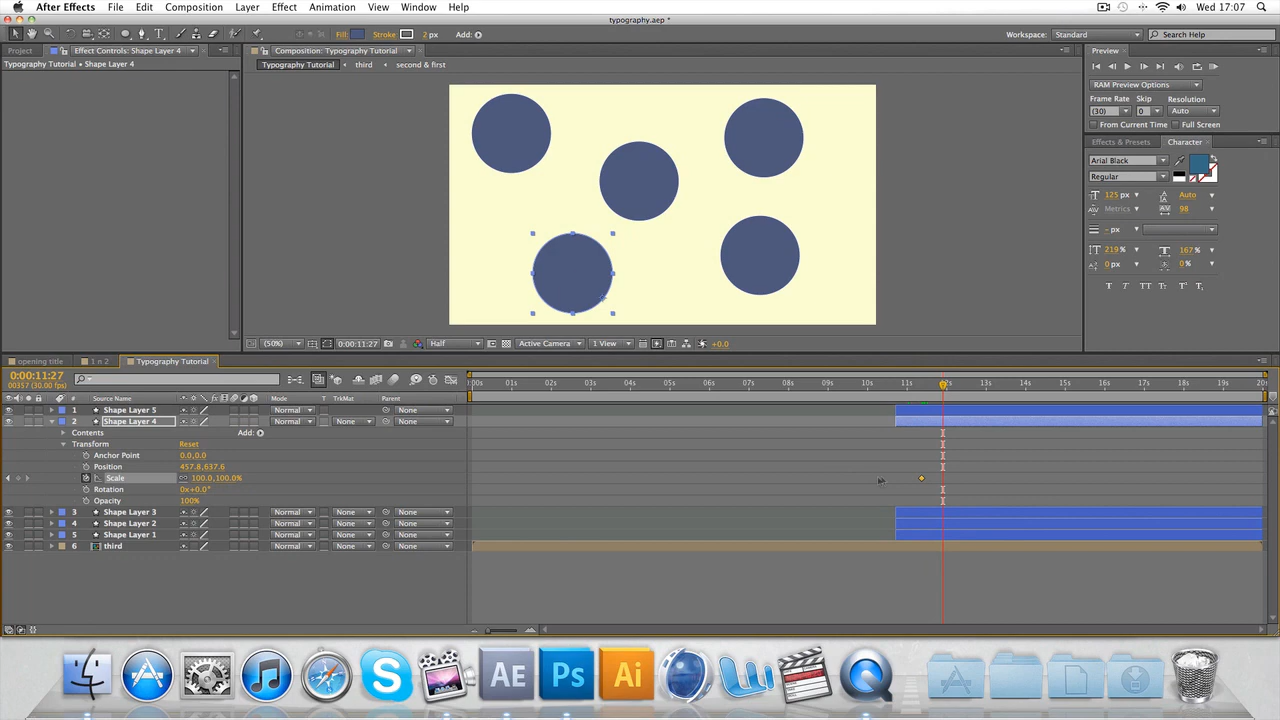 After Effects File Edit Composition Layer Effect Animation View Window Help Wed 17:07
typography.aep *
Fill: Stroke: 2 px Add: Workspace: Standard Search Help
Project Effect Controls: Shape Layer 4 Composition: Typography Tutorial Preview
Typography Tutorial • Shape Layer 4 Typography Tutorial third second & first
RAM Preview Options
Frame Rate Skip Resolution
(30) 1 Auto
From Current Time Full Screen
Effects & Presets Character
Arial Black
Regular
125 px Auto
Metrics 98
- px
219 % 167 %
0 px 0 %
T T TT Tr T' T,
(50%) 0:00:11:27 Half Active Camera 1 View +0.0
opening title 1 n 2 Typography Tutorial
0:00:11:27
00357 (30.00 fps)
:00s 01s 02s 03s 04s 05s 06s 07s 08s 09s 10s 11s 12s 13s 14s 15s 16s 17s 18s 19s 20s
# Source Name Mode T TrkMat Parent
1 Shape Layer 5 Normal None
2 Shape Layer 4 Normal None None
Contents Add:
Transform Reset
Anchor Point 0.0,0.0
Position 457.8,637.6
Scale 100.0,100.0%
Rotation 0x+0.0°
Opacity 100%
3 Shape Layer 3 Normal None None
4 Shape Layer 2 Normal None None
5 Shape Layer 1 Normal None None
6 third Normal None None
AE Ps Ai